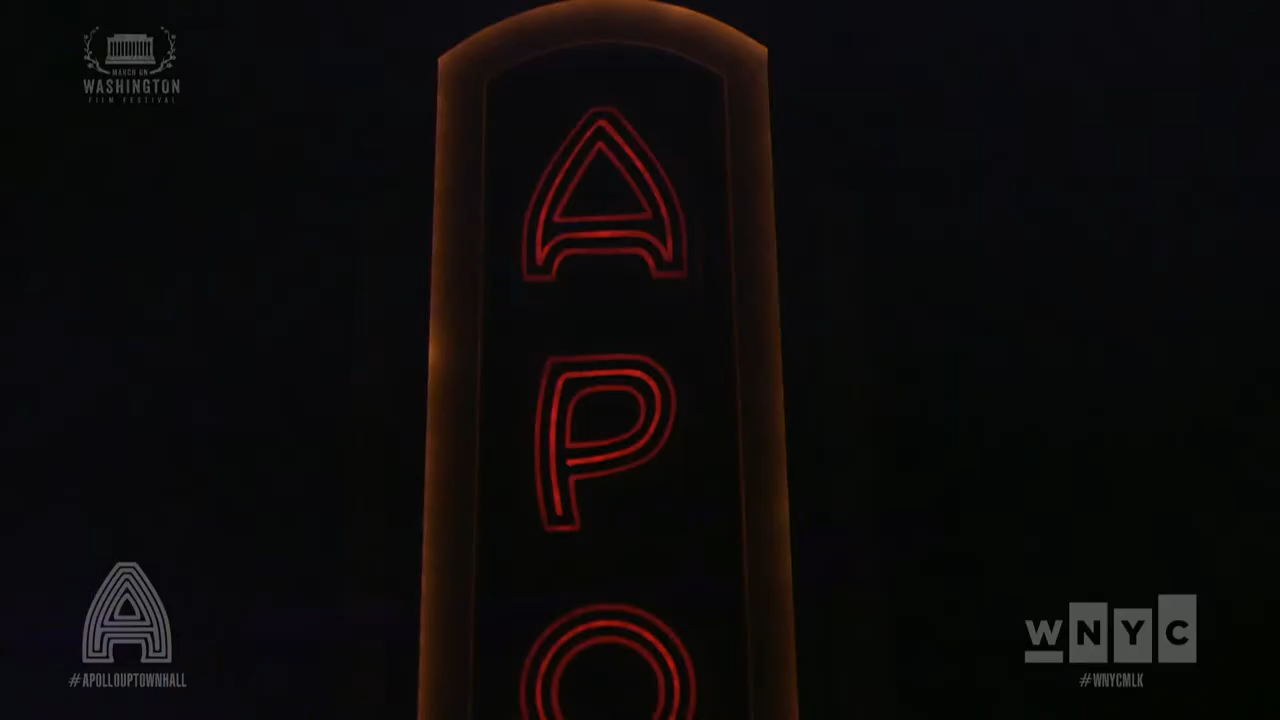 MARCH ON
WASHINGTON
FILM FESTIVAL
A
P
O
A
#APOLLOUPTOWNHALL
WNYC
#WNYCMLK